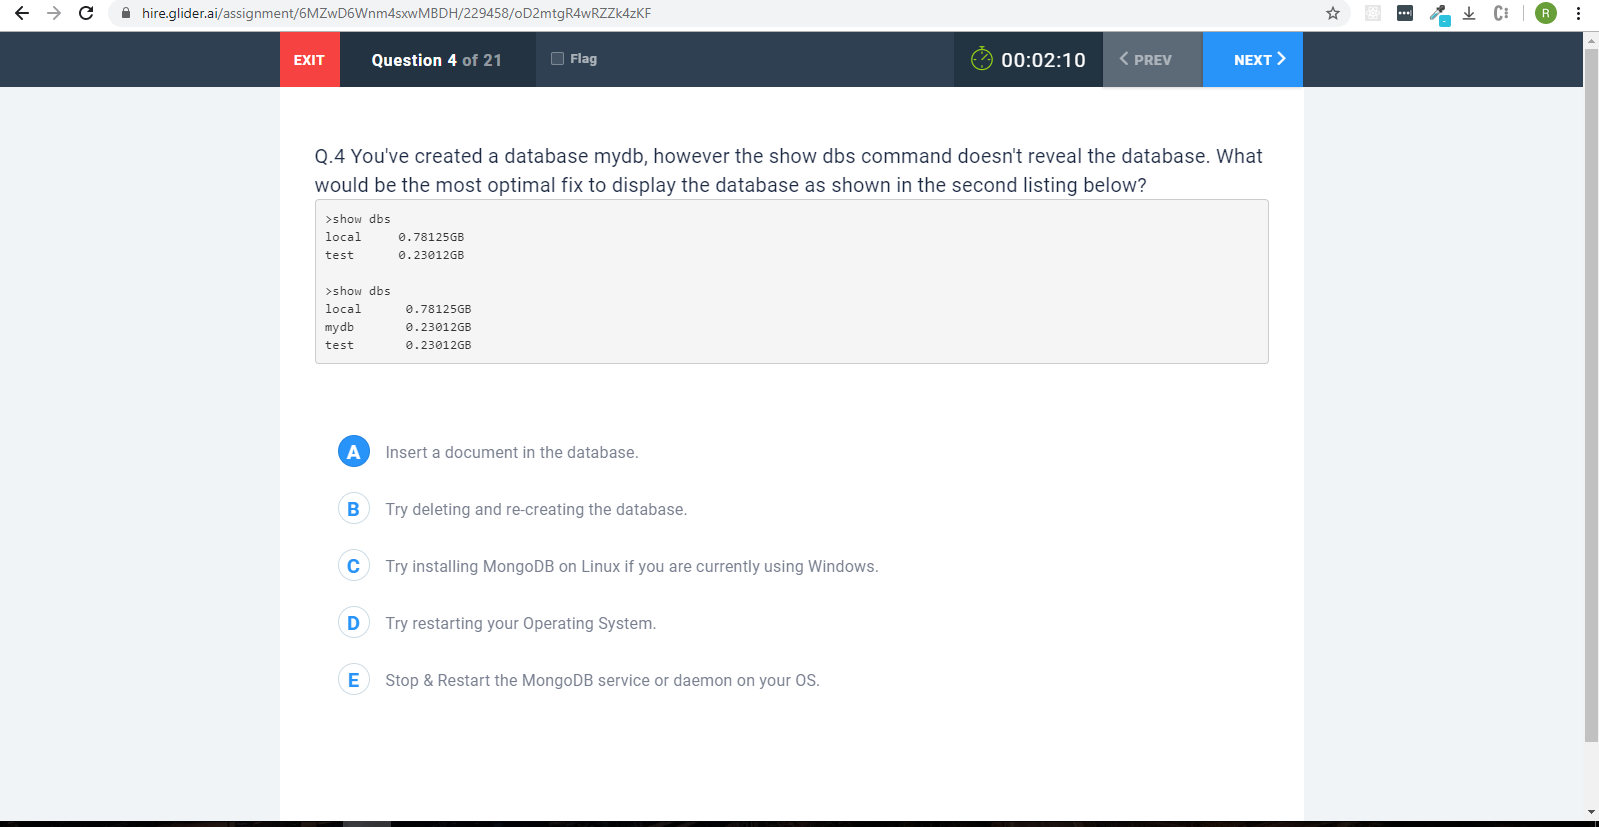 hire.glider.ai/assignment/6MZwD6Wnm4sxwMBDH/229458/oD2mtgR4wRZZk4zKF
R
EXIT
Question 4 of 21
Flag
00:02:10
PREV
NEXT
Q.4 You've created a database mydb, however the show dbs command doesn't reveal the database. What
would be the most optimal fix to display the database as shown in the second listing below?
>show dbs
local     0.78125GB
test      0.23012GB
>show dbs
local      0.78125GB
mydb       0.23012GB
test       0.23012GB
A Insert a document in the database.
B Try deleting and re-creating the database.
C Try installing MongoDB on Linux if you are currently using Windows.
D Try restarting your Operating System.
E Stop & Restart the MongoDB service or daemon on your OS.